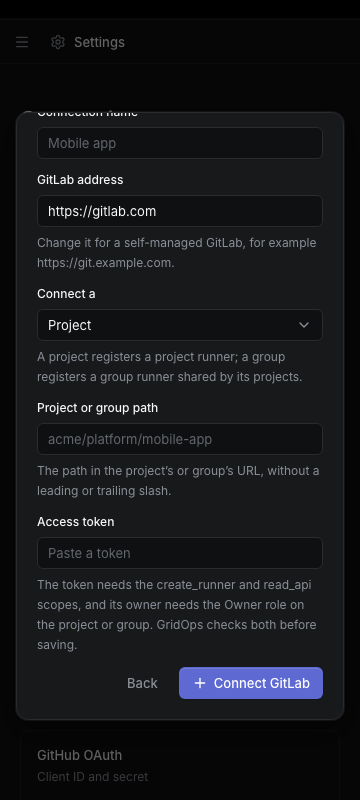 Settings
Connection name
Mobile app
GitLab address
https://gitlab.com
Change it for a self-managed GitLab, for example
https://git.example.com.
Connect a
Project
A project registers a project runner; a group
registers a group runner shared by its projects.
Project or group path
acme/platform/mobile-app
The path in the project’s or group’s URL, without a
leading or trailing slash.
Access token
Paste a token
The token needs the create_runner and read_api
scopes, and its owner needs the Owner role on
the project or group. GridOps checks both before
saving.
Back
Connect GitLab
GitHub OAuth
Client ID and secret